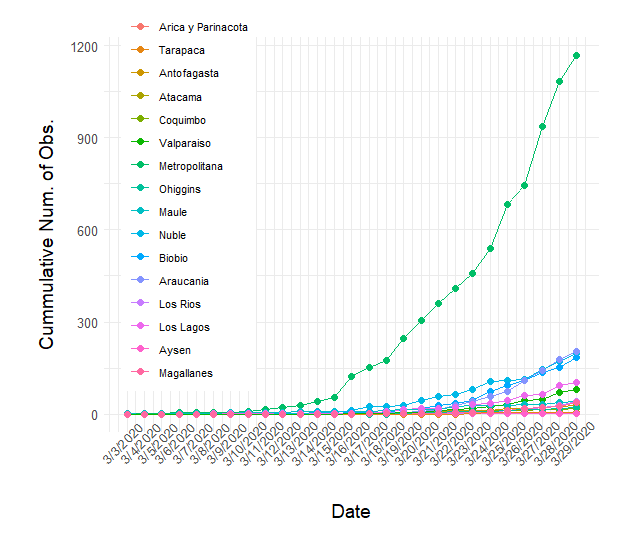 Cummulative Num. of Obs.
1200
900
600
300
0
Arica y Parinacota
Tarapaca
Antofagasta
Atacama
Coquimbo
Valparaiso
Metropolitana
Ohiggins
Maule
Nuble
Biobio
Araucania
Los Rios
Los Lagos
Aysen
Magallanes
3/3/2020
3/4/2020
3/5/2020
3/6/2020
3/7/2020
3/8/2020
3/9/2020
3/10/2020
3/11/2020
3/12/2020
3/13/2020
3/14/2020
3/15/2020
3/16/2020
3/17/2020
3/18/2020
3/19/2020
3/20/2020
3/21/2020
3/22/2020
3/23/2020
3/24/2020
3/25/2020
3/26/2020
3/27/2020
3/28/2020
3/29/2020
Date